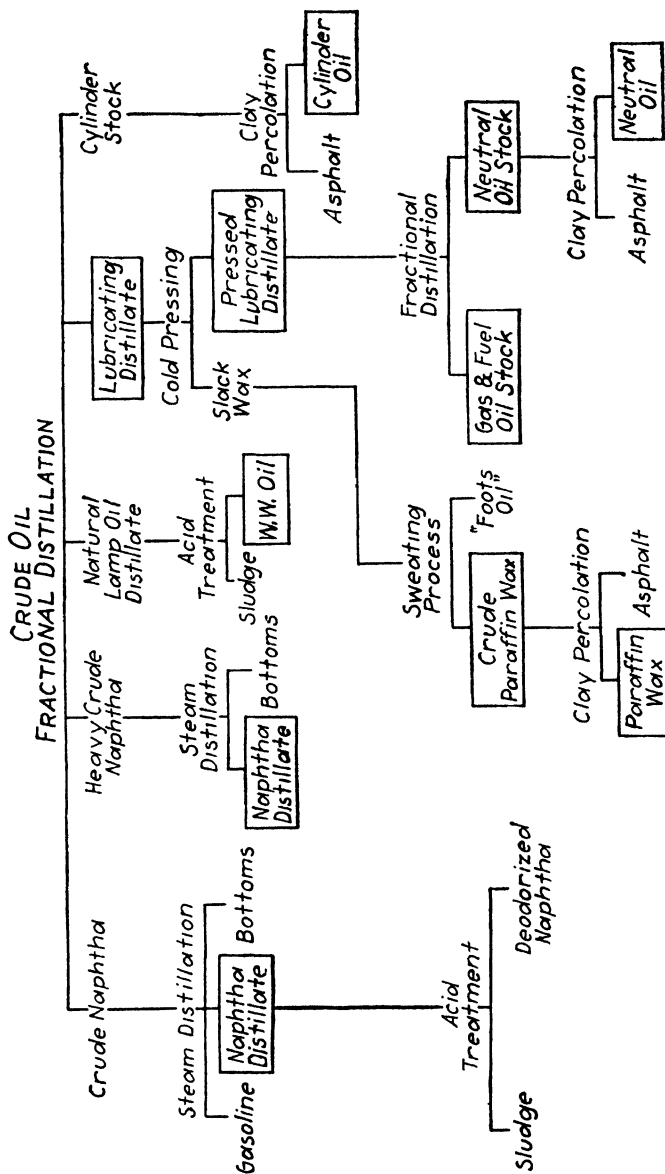 CRUDE OIL
FRACTIONAL DISTILLATION
Crude Naphtha
Heavy Crude
Naphtha
Natural
Lamp Oil
Distillate
Lubricating
Distillate
Cylinder
Stock
Steam Distillation
Gasoline
Naphtha
Distillate
Bottoms
Steam
Distillation
Naphtha
Distillate
Bottoms
Acid
Treatment
Sludge
W.W. Oil
Cold Pressing
Slack
Wax
Pressed
Lubricating
Distillate
Clay
Percolation
Asphalt
Cylinder
Oil
Acid
Treatment
Sludge
Deodorized
Naphtha
Sweating
Process
Crude
Paraffin Wax
"Foots
Oil"
Fractional
Distillation
Gas & Fuel
Oil Stock
Neutral
Oil Stock
Clay Percolation
Paraffin
Wax
Asphalt
Clay Percolation
Asphalt
Neutral
Oil